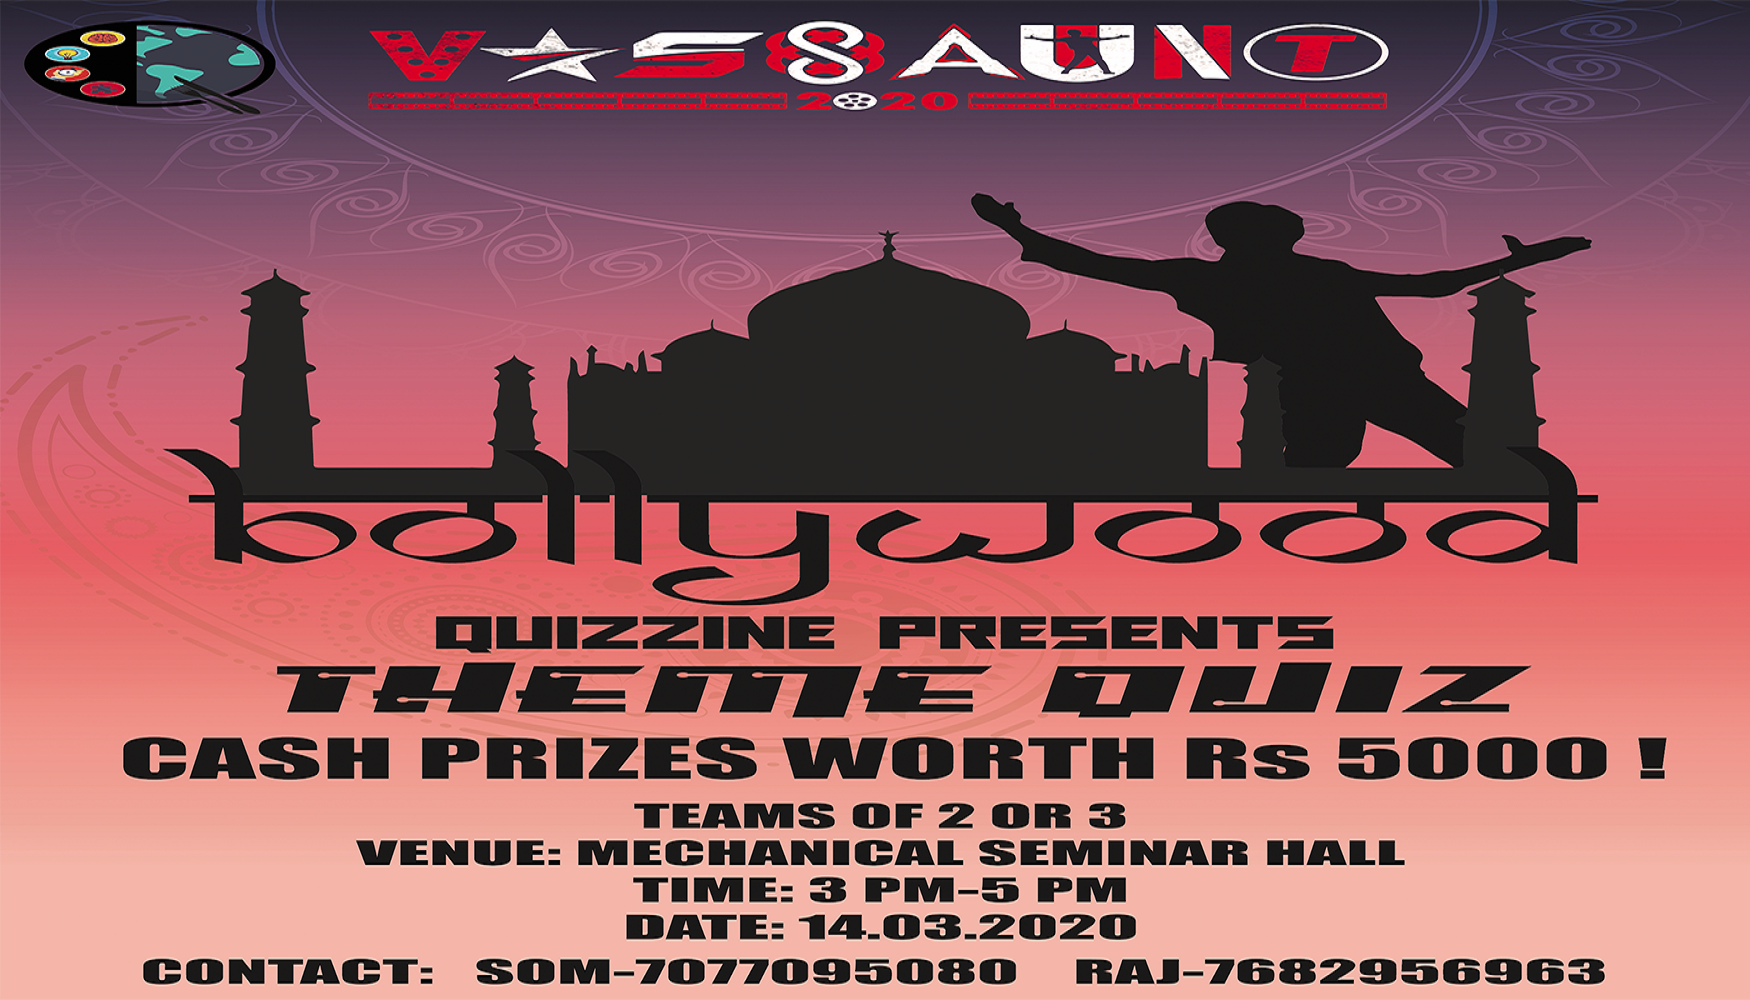 VASSAUNT
2020
bollywood
QUIZZINE PRESENTS
THEME QUIZ
CASH PRIZES WORTH Rs 5000 !
TEAMS OF 2 OR 3
VENUE: MECHANICAL SEMINAR HALL
TIME: 3 PM-5 PM
DATE: 14.03.2020
CONTACT: SOM-7077095080 RAJ-7682956963